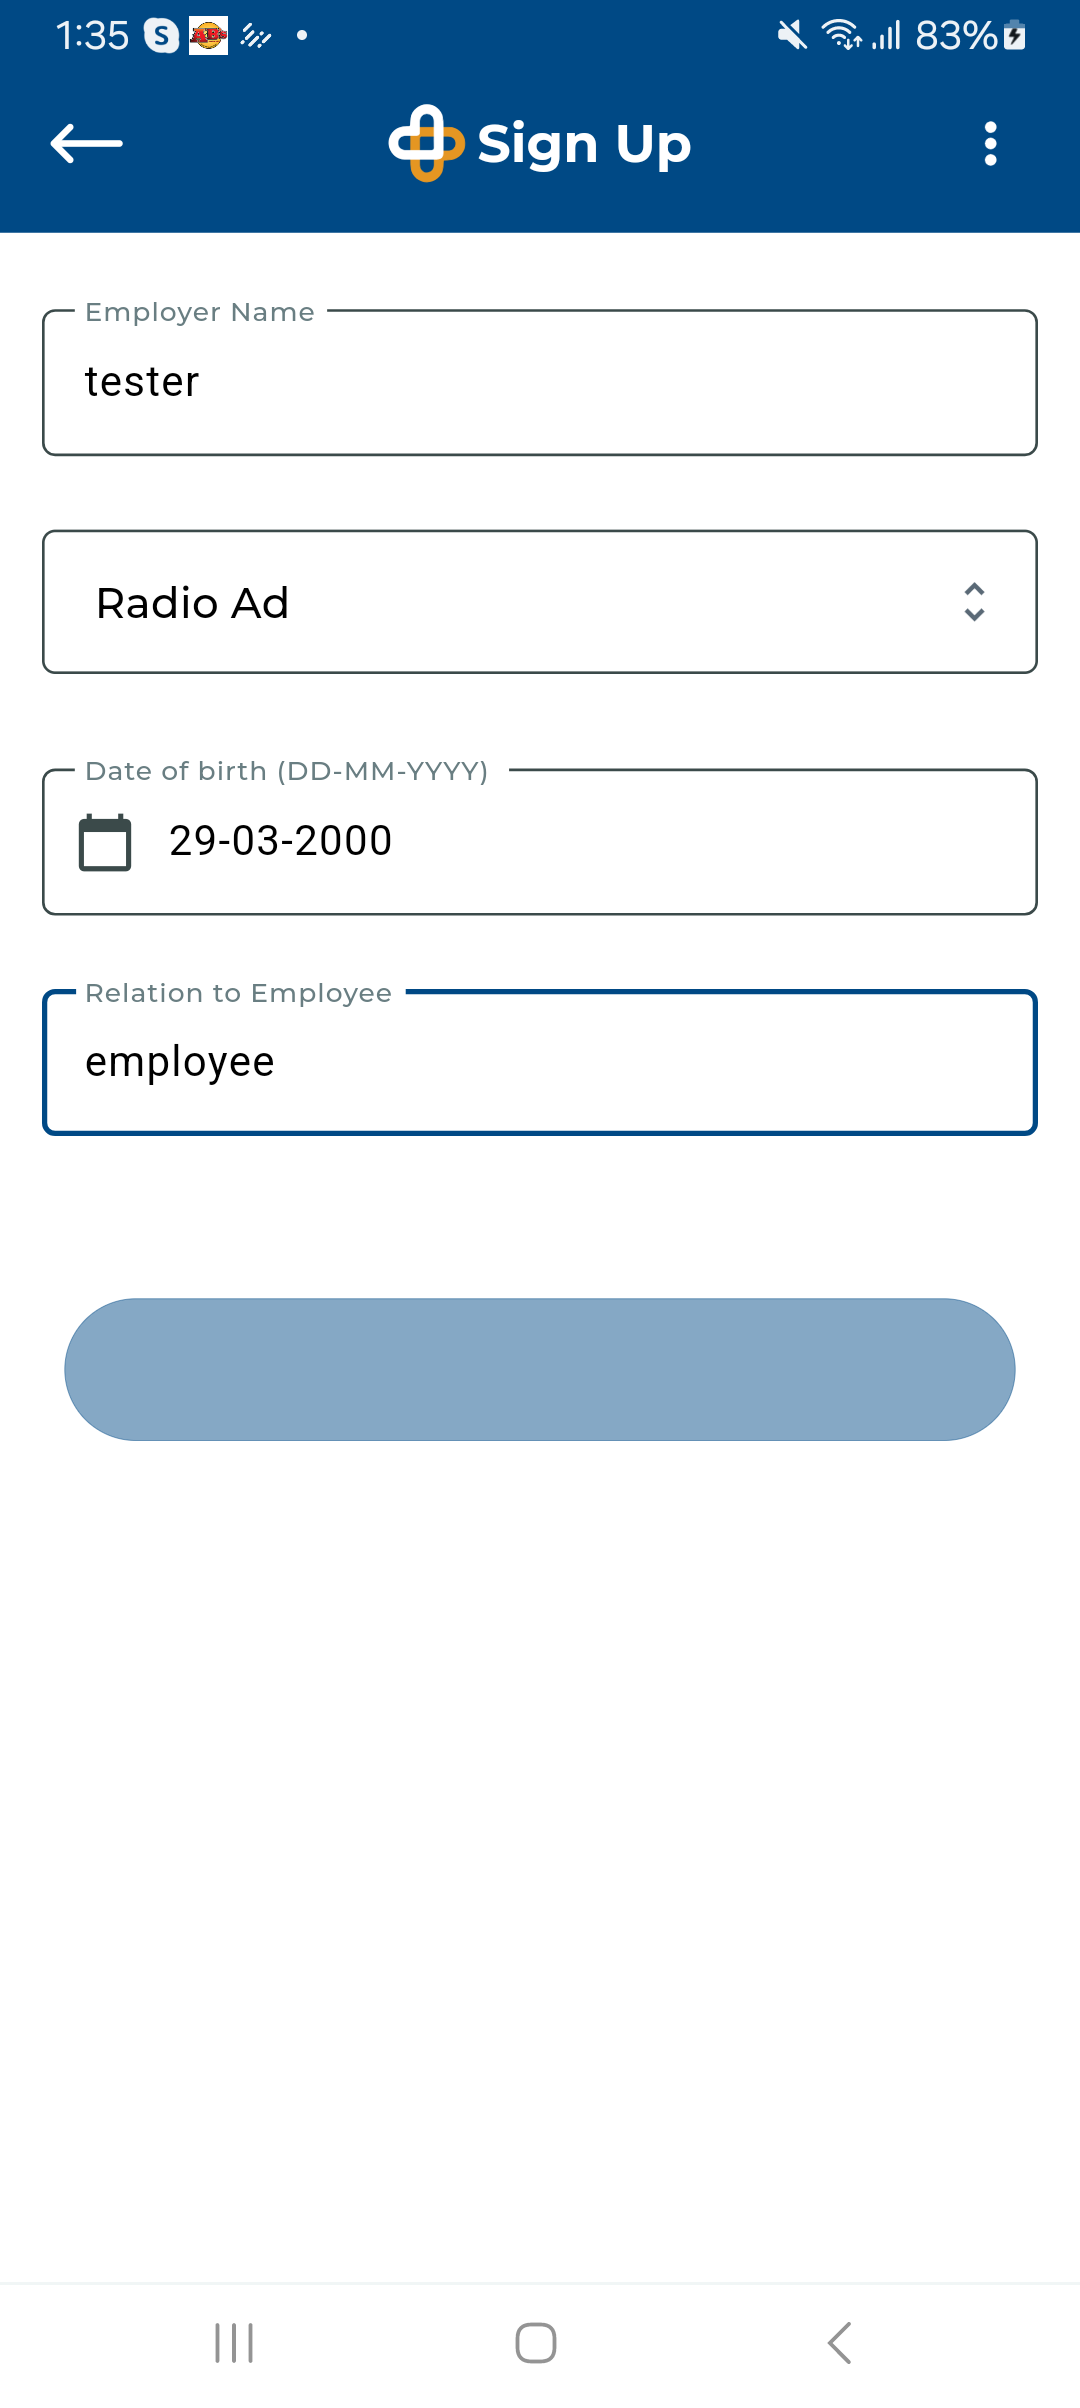 1:35 S ABs 83%
Sign Up
Employer Name
tester
Radio Ad
Date of birth (DD-MM-YYYY)
29-03-2000
Relation to Employee
employee